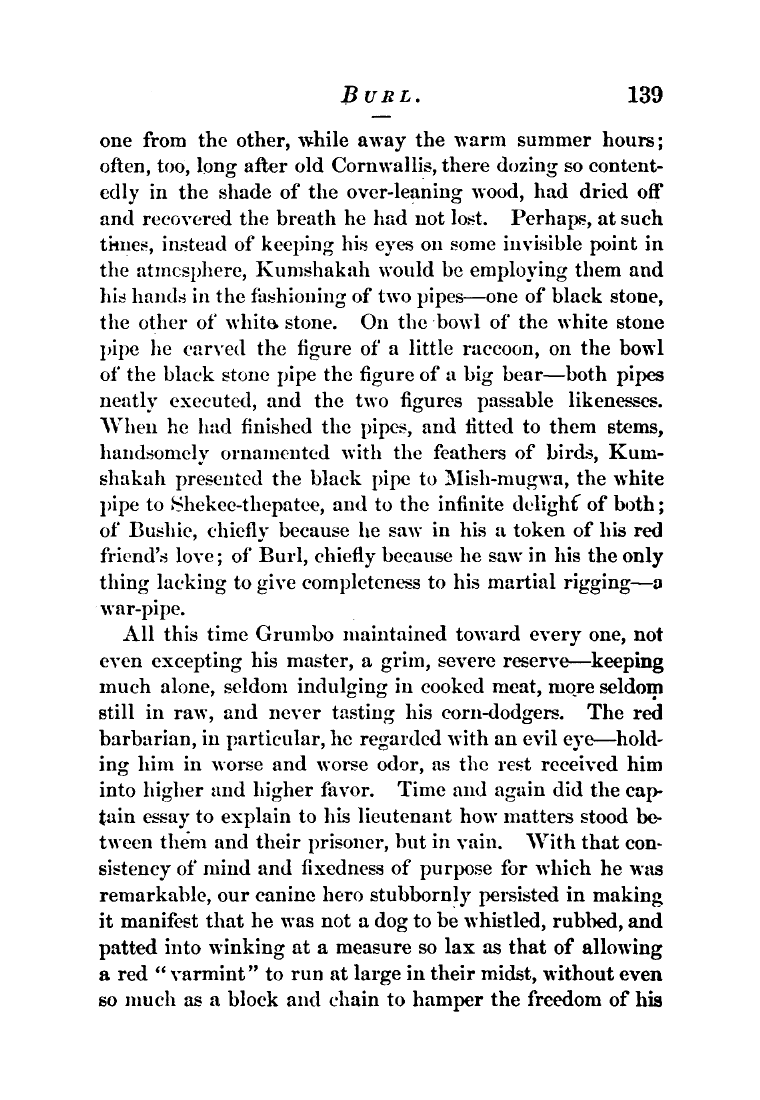 BURL. 139
one from the other, while away the warm summer hours;
often, too, long after old Cornwallis, there dozing so content-
edly in the shade of the over-leaning wood, had dried off
and recovered the breath he had not lost. Perhaps, at such
times, instead of keeping his eyes on some invisible point in
the atmosphere, Kumshakah would be employing them and
his hands in the fashioning of two pipes—one of black stone,
the other of white stone. On the bowl of the white stone
pipe he carved the figure of a little raccoon, on the bowl
of the black stone pipe the figure of a big bear—both pipes
neatly executed, and the two figures passable likenesses.
When he had finished the pipes, and fitted to them stems,
handsomely ornamented with the feathers of birds, Kum-
shakah presented the black pipe to Mish-mugwa, the white
pipe to Shekee-thepatee, and to the infinite delight of both;
of Bushie, chiefly because he saw in his a token of his red
friend's love; of Burl, chiefly because he saw in his the only
thing lacking to give completeness to his martial rigging—a
war-pipe.
All this time Grumbo maintained toward every one, not
even excepting his master, a grim, severe reserve—keeping
much alone, seldom indulging in cooked meat, more seldom
still in raw, and never tasting his corn-dodgers. The red
barbarian, in particular, he regarded with an evil eye—hold-
ing him in worse and worse odor, as the rest received him
into higher and higher favor. Time and again did the cap-
tain essay to explain to his lieutenant how matters stood be-
tween them and their prisoner, but in vain. With that con-
sistency of mind and fixedness of purpose for which he was
remarkable, our canine hero stubbornly persisted in making
it manifest that he was not a dog to be whistled, rubbed, and
patted into winking at a measure so lax as that of allowing
a red "varmint" to run at large in their midst, without even
so much as a block and chain to hamper the freedom of his